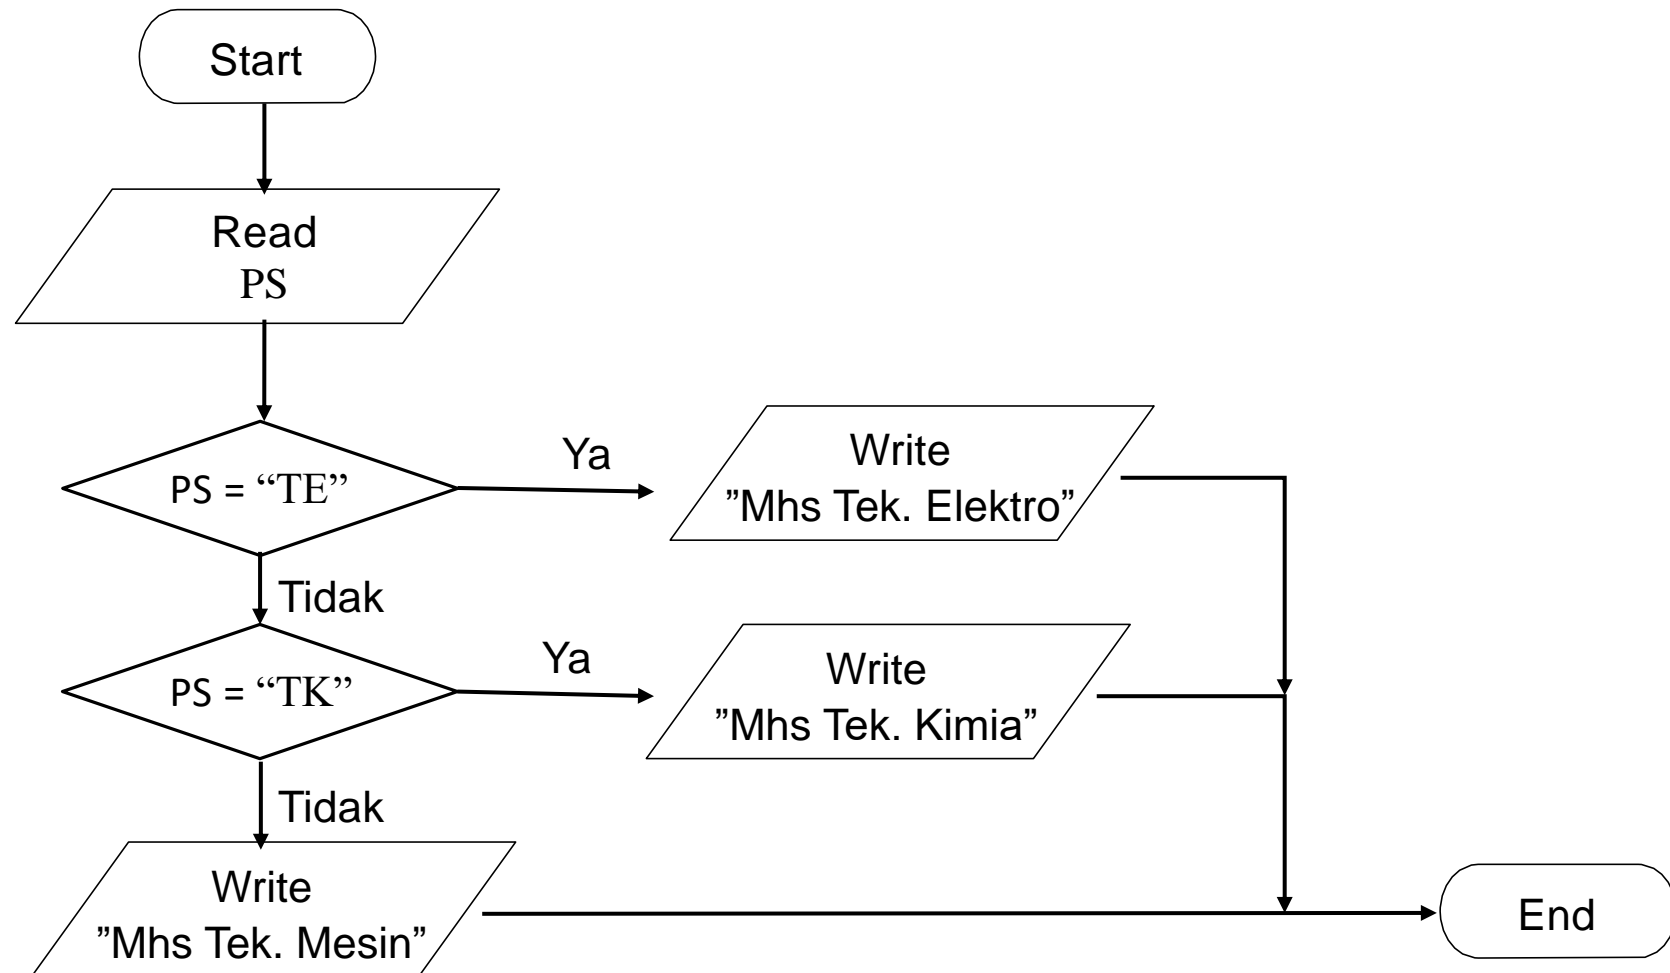 Start
Read
PS
PS = “TE”
Ya
Write
”Mhs Tek. Elektro”
Tidak
PS = “TK”
Ya
Write
”Mhs Tek. Kimia”
Tidak
Write
”Mhs Tek. Mesin”
End